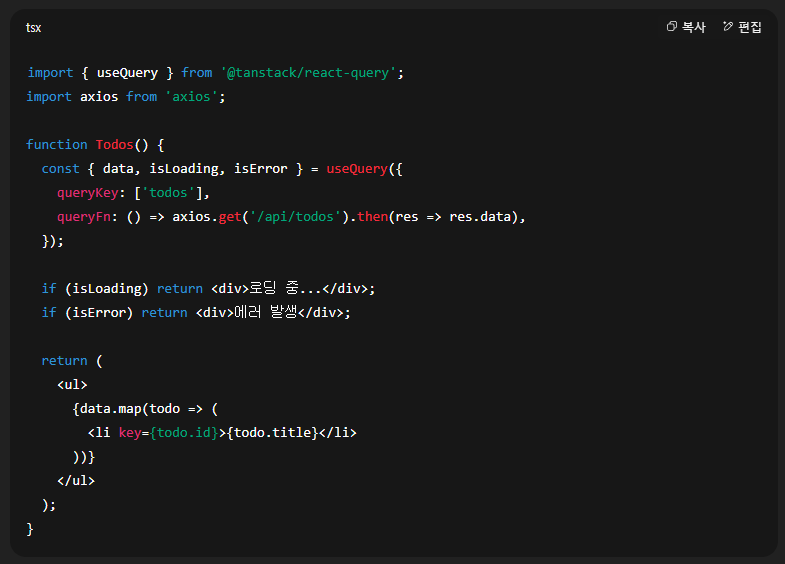 tsx
복사 편집
import { useQuery } from '@tanstack/react-query';
import axios from 'axios';
function Todos() {
const { data, isLoading, isError } = useQuery({
queryKey: ['todos'],
queryFn: () => axios.get('/api/todos').then(res => res.data),
});
if (isLoading) return <div>로딩 중...</div>;
if (isError) return <div>에러 발생</div>;
return (
<ul>
{data.map(todo => (
<li key={todo.id}>{todo.title}</li>
))}
</ul>
);
}